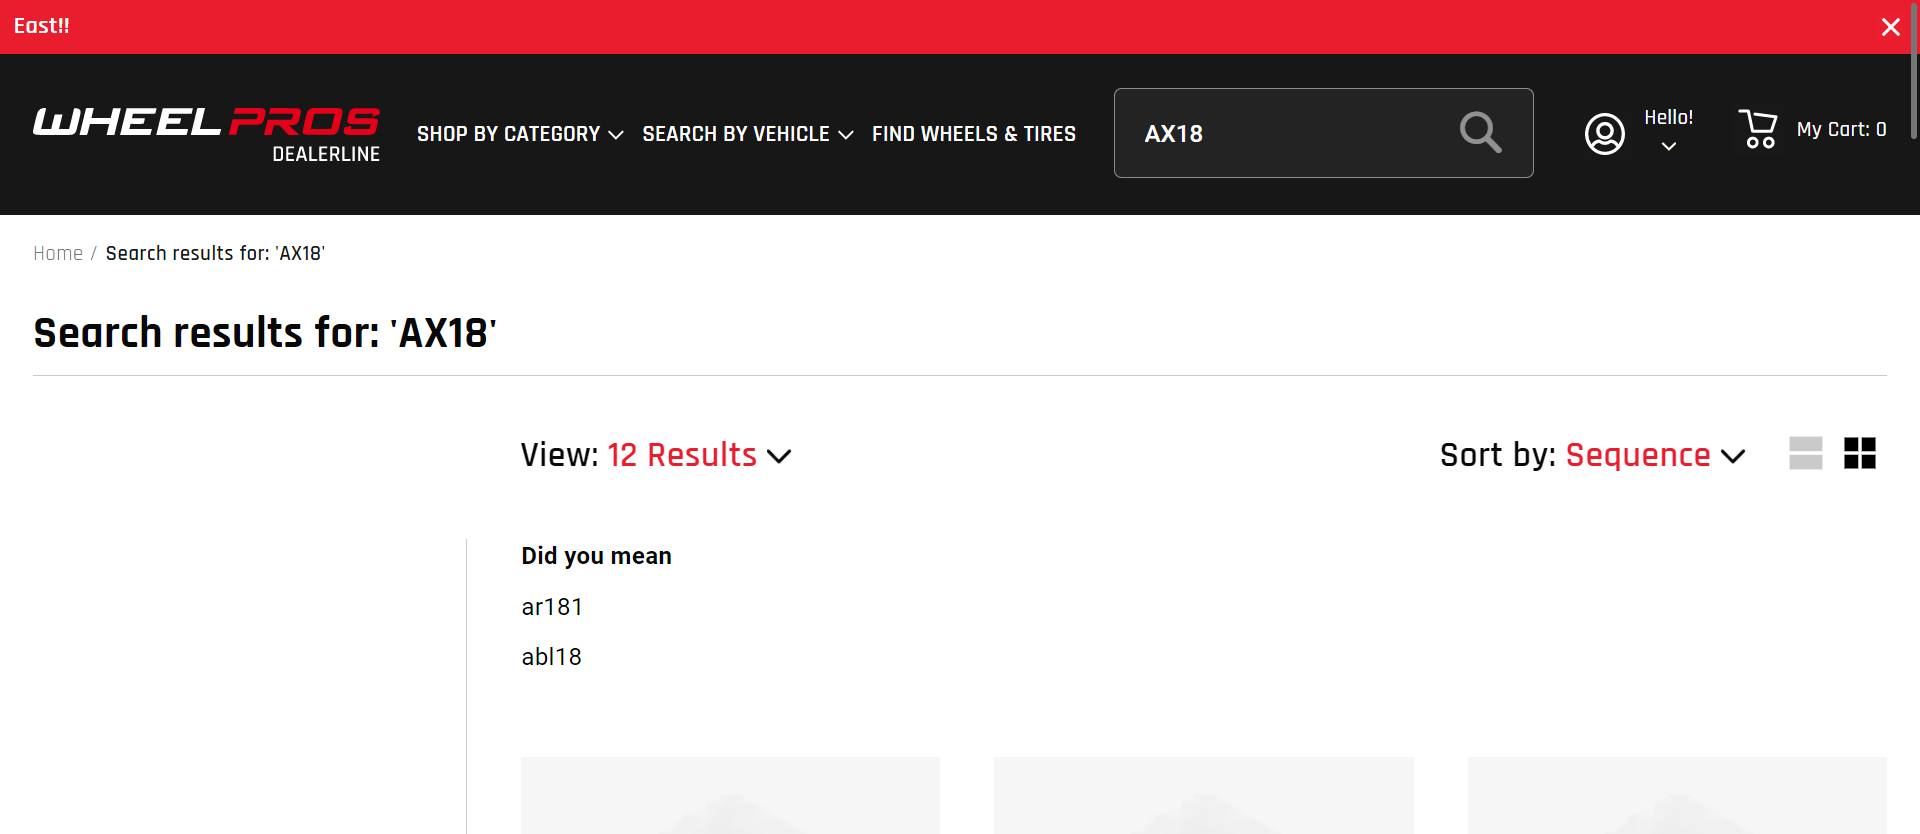 East!!
WHEEL PROS
DEALERLINE
SHOP BY CATEGORY
SEARCH BY VEHICLE
FIND WHEELS & TIRES
AX18
Hello!
My Cart: 0
Home / Search results for: 'AX18'
Search results for: 'AX18'
View: 12 Results
Sort by: Sequence
Did you mean
ar181
abl18